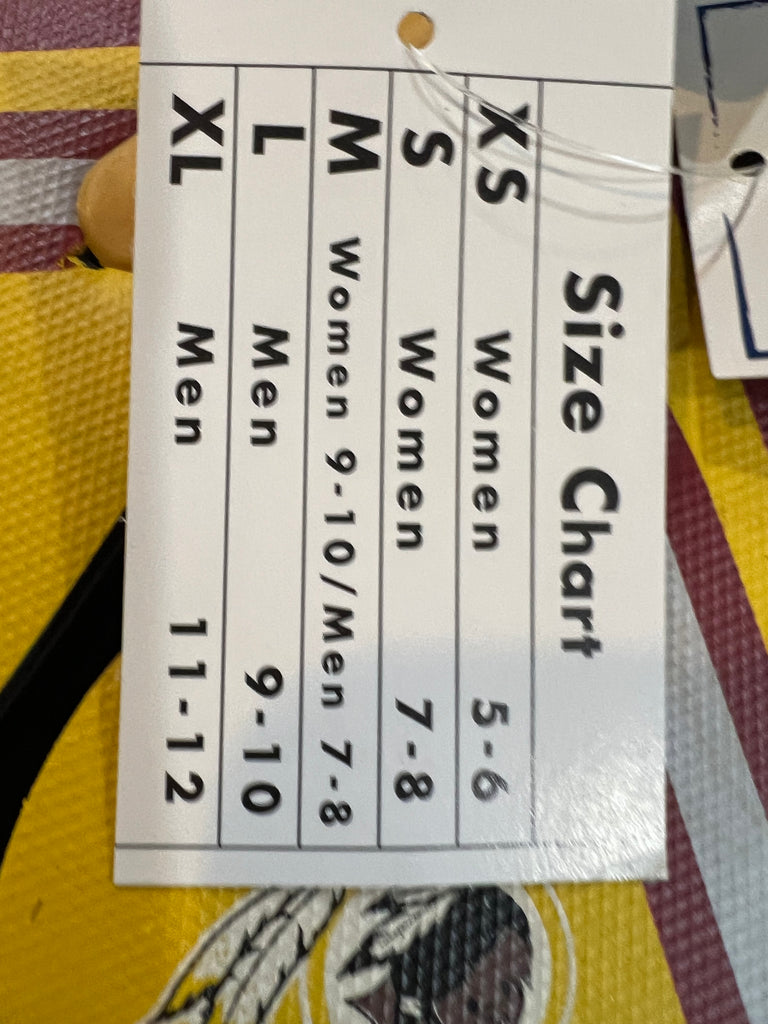 Size Chart
XS Women 5-6
S Women 7-8
M Women 9-10/Men 7-8
L Men 9-10
XL Men 11-12